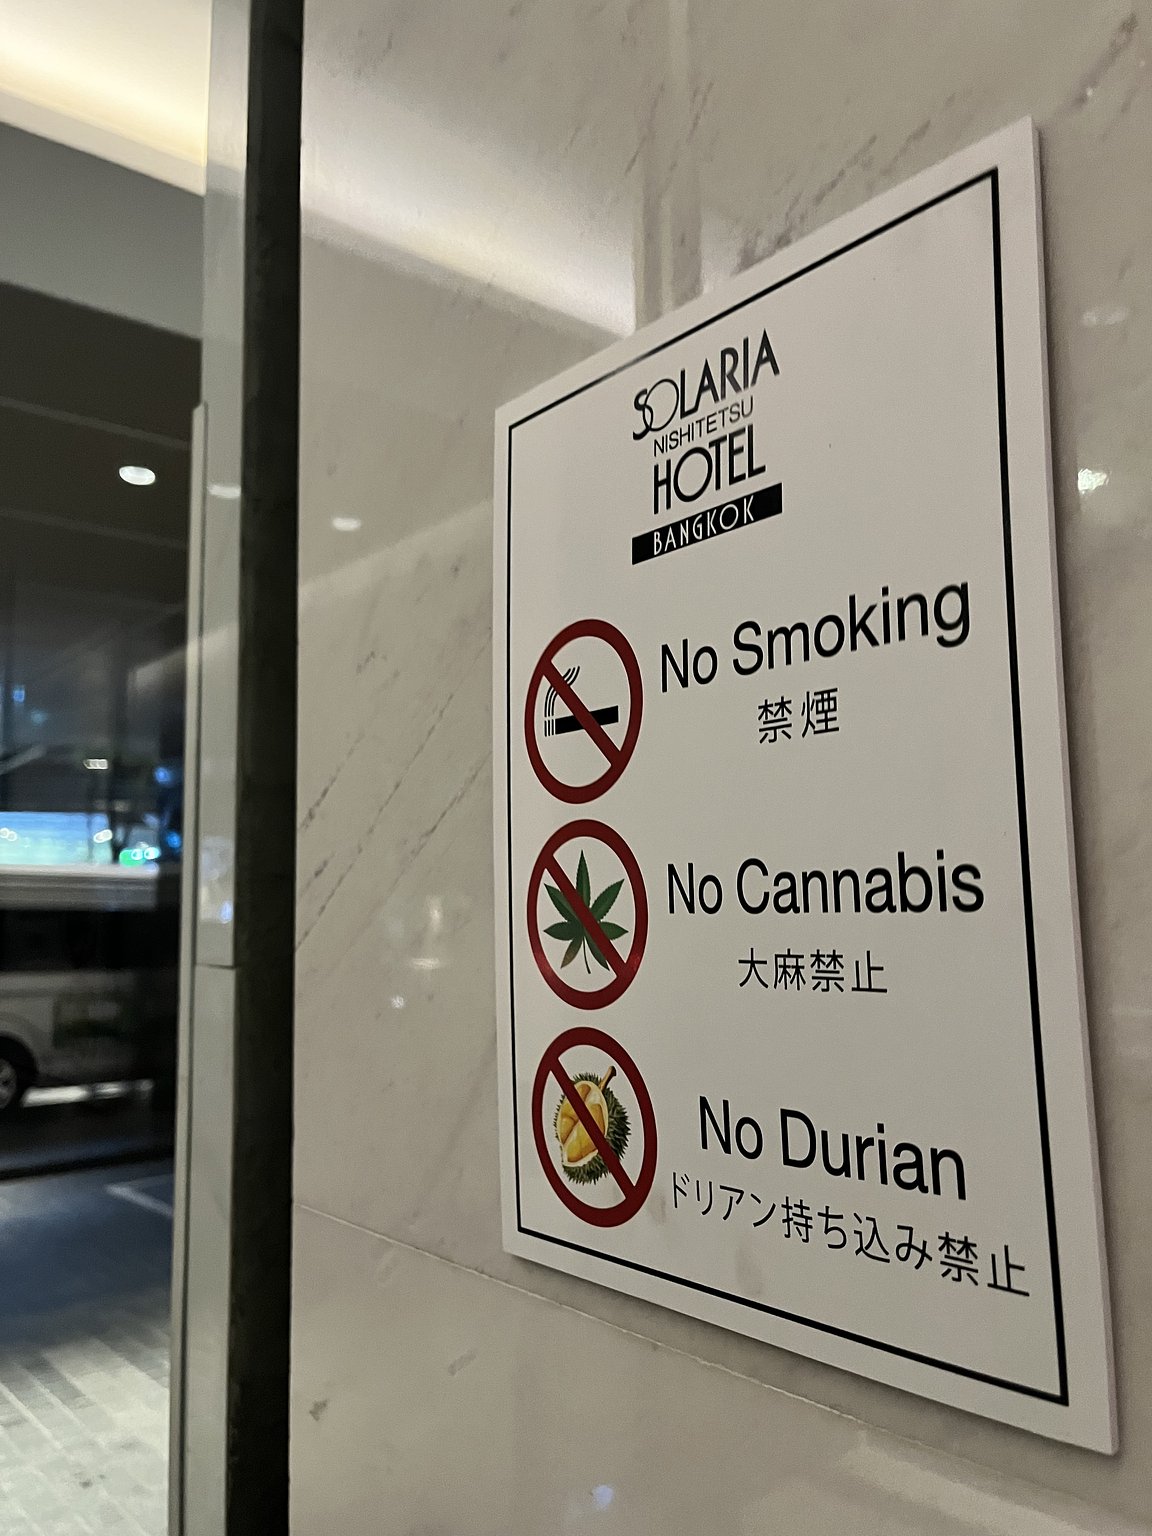 SOLARIA
NISHITETSU
HOTEL
BANGKOK
No Smoking
禁煙
No Cannabis
大麻禁止
No Durian
ドリアン持ち込み禁止